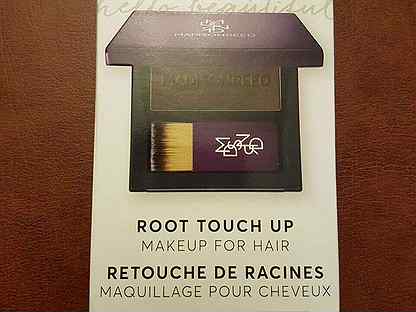 hello beautiful
MADISON REED
MADISON REED
ROOT TOUCH UP
MAKEUP FOR HAIR
RETOUCHE DE RACINES
MAQUILLAGE POUR CHEVEUX